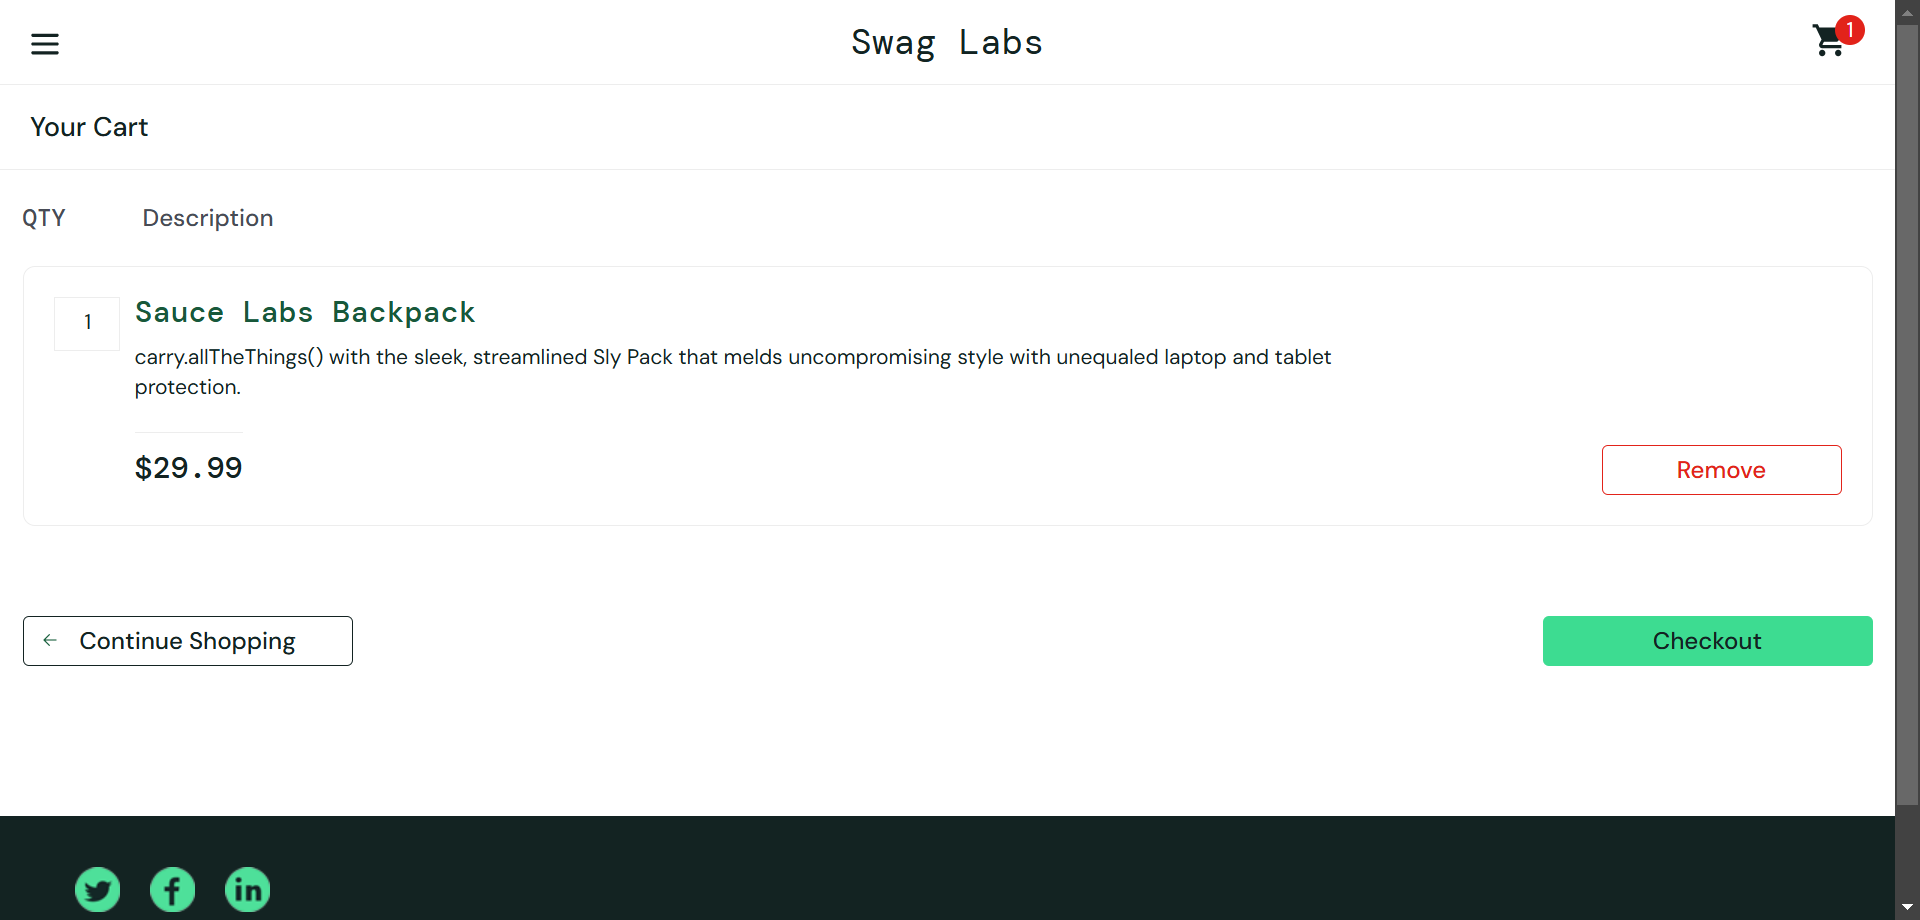 Swag Labs
1
Your Cart
QTY
Description
1
Sauce Labs Backpack
carry.allTheThings() with the sleek, streamlined Sly Pack that melds uncompromising style with unequaled laptop and tablet
protection.
$29.99
Remove
Continue Shopping
Checkout